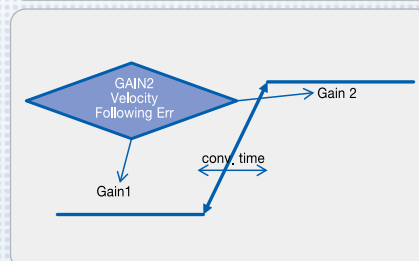 GAIN2
Velocity
Following Err
Gain 2
conv. time
Gain1